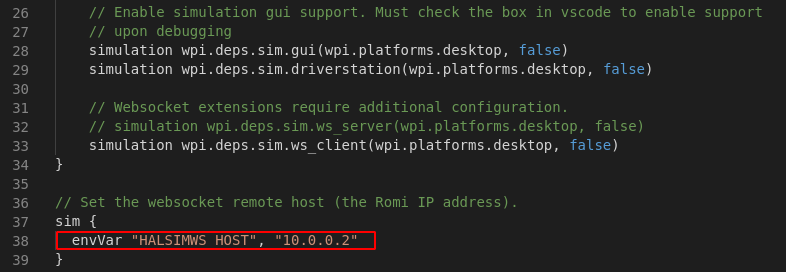 26 // Enable simulation gui support. Must check the box in vscode to enable support
27 // upon debugging
28 simulation wpi.deps.sim.gui(wpi.platforms.desktop, false)
29 simulation wpi.deps.sim.driverstation(wpi.platforms.desktop, false)
30
31 // Websocket extensions require additional configuration.
32 // simulation wpi.deps.sim.ws_server(wpi.platforms.desktop, false)
33 simulation wpi.deps.sim.ws_client(wpi.platforms.desktop, false)
34 }
35
36 // Set the websocket remote host (the Romi IP address).
37 sim {
38 envVar "HALSIMWS HOST", "10.0.0.2"
39 }